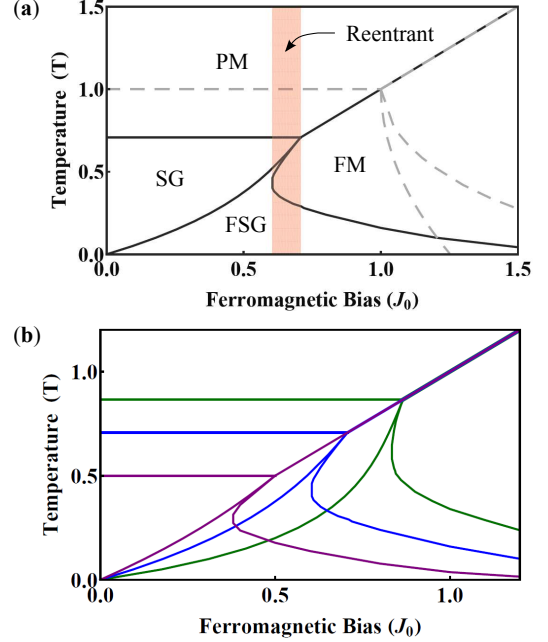 (a)
1.5
1.0
0.5
0.0
Temperature (T)
PM
Reentrant
SG
FM
FSG
0.0 0.5 1.0 1.5
Ferromagnetic Bias (J₀)
(b)
1.0
0.5
0.0
Temperature (T)
0.0 0.5 1.0
Ferromagnetic Bias (J₀)